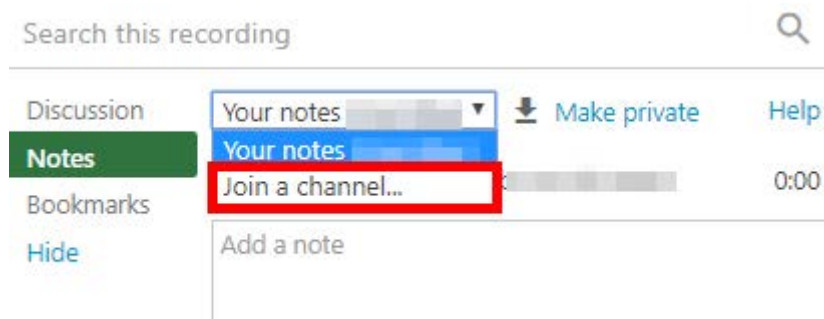 Search this recording
Discussion
Your notes
Make private
Help
Notes
Your notes
Join a channel...
0:00
Bookmarks
Hide
Add a note